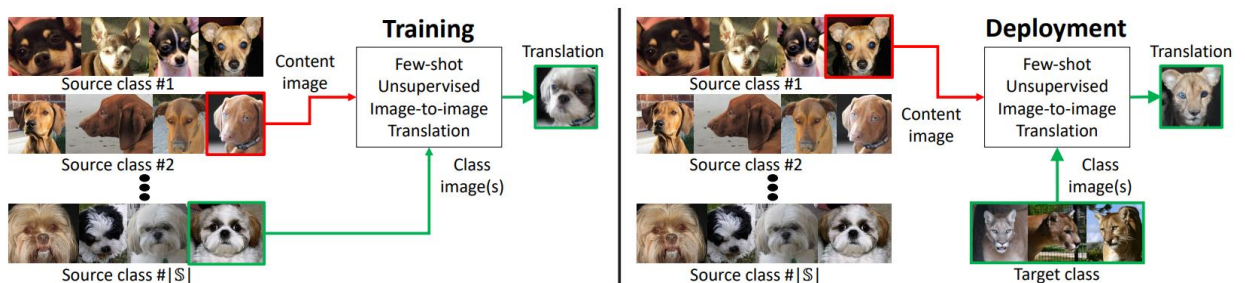 Training
Source class #1
Content
image
Few-shot
Unsupervised
Image-to-image
Translation
Translation
Source class #2
Class
image(s)
Source class #|𝕊|
Deployment
Source class #1
Content
image
Few-shot
Unsupervised
Image-to-image
Translation
Translation
Source class #2
Class
image(s)
Source class #|𝕊|
Target class